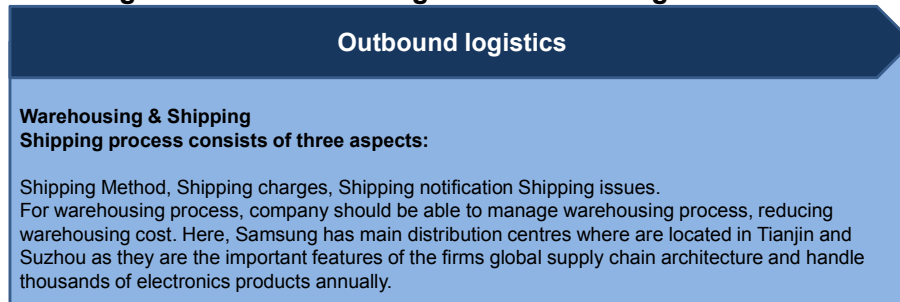 Outbound logistics
Warehousing & Shipping
Shipping process consists of three aspects:
Shipping Method, Shipping charges, Shipping notification Shipping issues.
For warehousing process, company should be able to manage warehousing process, reducing
warehousing cost. Here, Samsung has main distribution centres where are located in Tianjin and
Suzhou as they are the important features of the firms global supply chain architecture and handle
thousands of electronics products annually.